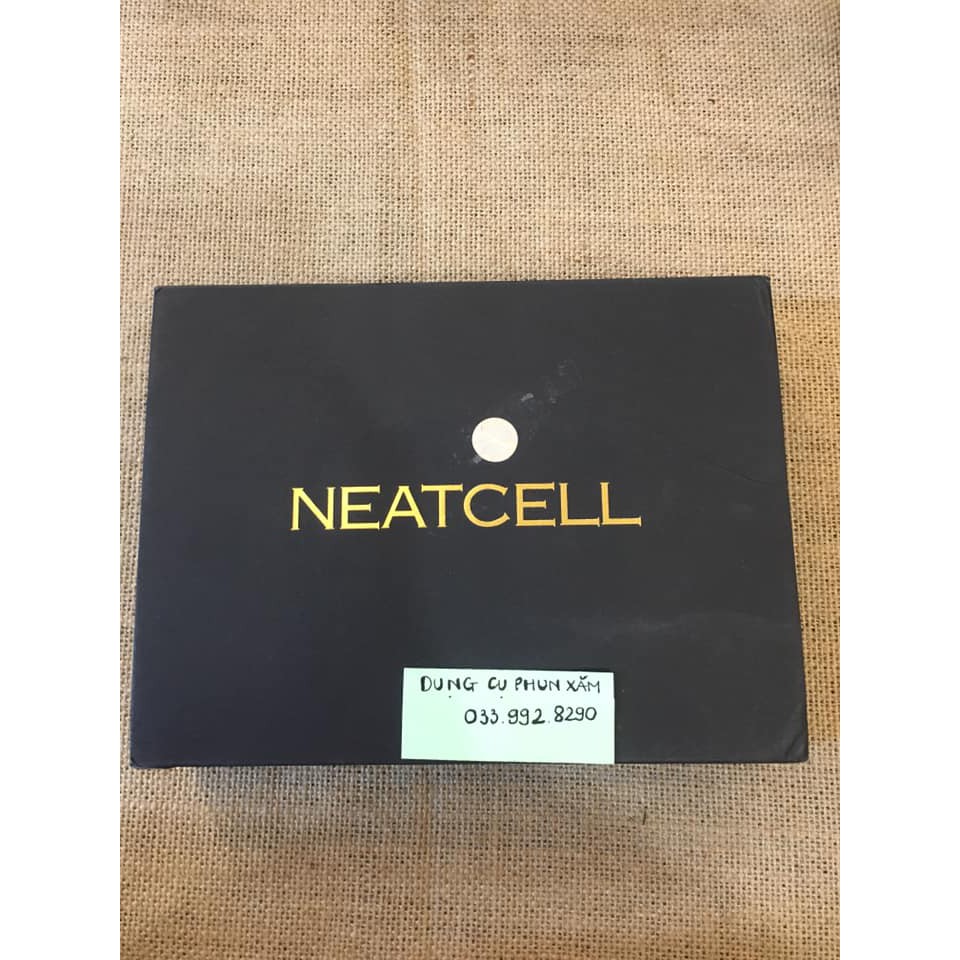 NEATCELL
DỤNG CỤ PHUN XĂM
033.992.8290